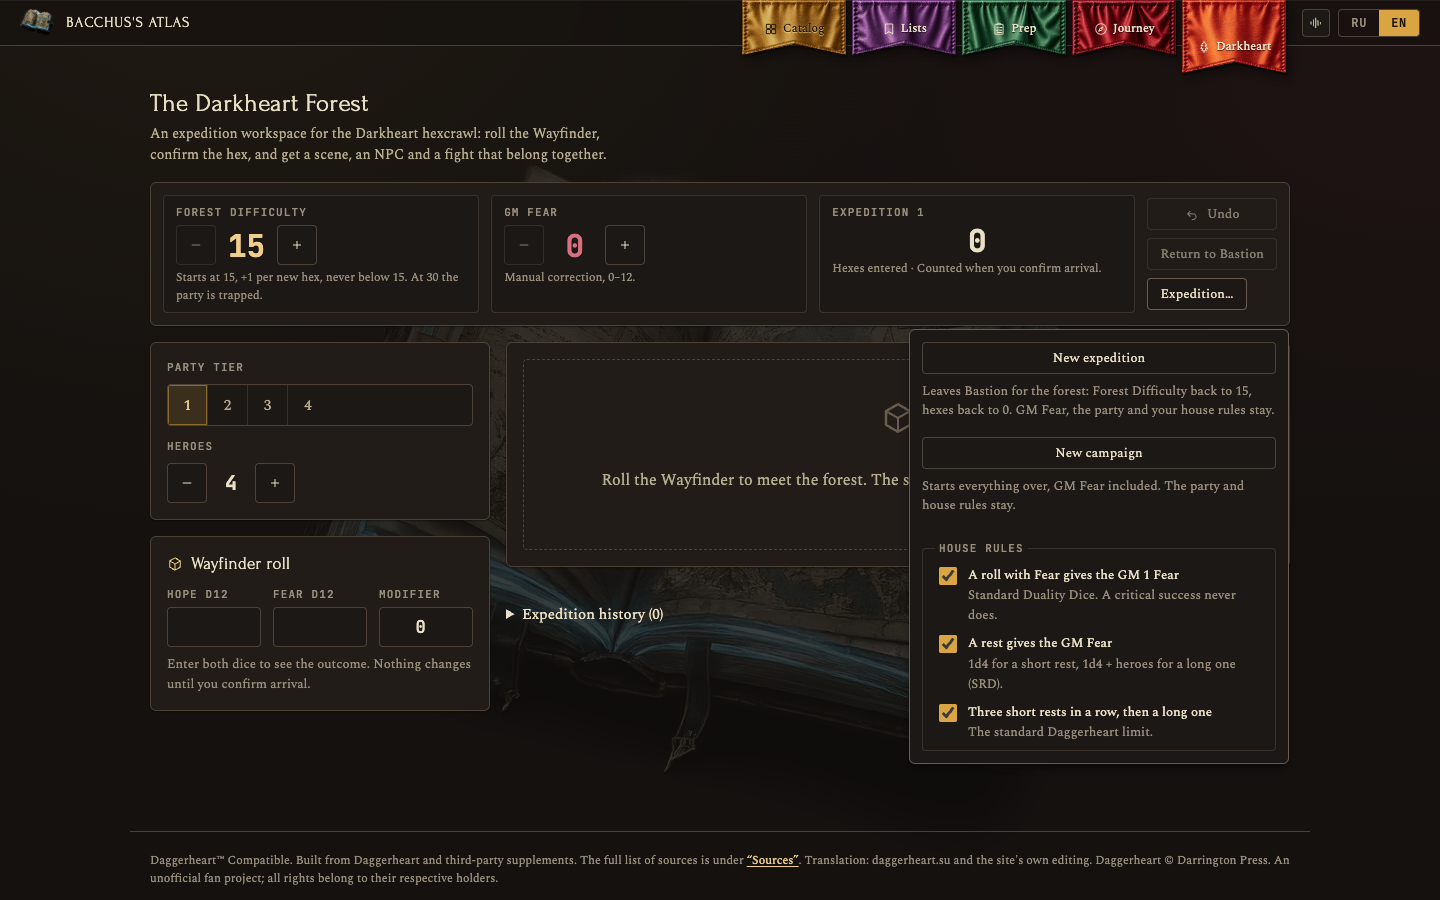 BACCHUS'S ATLAS
Catalog
Lists
Prep
Journey
Darkheart
RU
EN
The Darkheart Forest
An expedition workspace for the Darkheart hexcrawl: roll the Wayfinder,
confirm the hex, and get a scene, an NPC and a fight that belong together.
FOREST DIFFICULTY
− 15 +
Starts at 15, +1 per new hex, never below 15. At 30 the
party is trapped.
GM FEAR
− 0 +
Manual correction, 0–12.
EXPEDITION 1
0
Hexes entered · Counted when you confirm arrival.
Undo
Return to Bastion
Expedition…
PARTY TIER
1 2 3 4
HEROES
− 4 +
Wayfinder roll
HOPE D12 FEAR D12 MODIFIER
0
Enter both dice to see the outcome. Nothing changes
until you confirm arrival.
Roll the Wayfinder to meet the forest. The s
▶ Expedition history (0)
New expedition
Leaves Bastion for the forest: Forest Difficulty back to 15,
hexes back to 0. GM Fear, the party and your house rules stay.
New campaign
Starts everything over, GM Fear included. The party and
house rules stay.
HOUSE RULES
A roll with Fear gives the GM 1 Fear
Standard Duality Dice. A critical success never
does.
A rest gives the GM Fear
1d4 for a short rest, 1d4 + heroes for a long one
(SRD).
Three short rests in a row, then a long one
The standard Daggerheart limit.
Daggerheart™ Compatible. Built from Daggerheart and third-party supplements. The full list of sources is under “Sources”. Translation: daggerheart.su and the site's own editing. Daggerheart © Darrington Press. An
unofficial fan project; all rights belong to their respective holders.